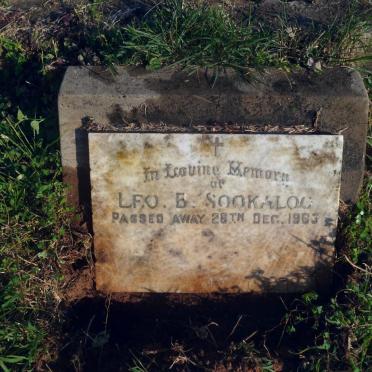 In Loving Memory
OF
LEO. B. SOOKALOO
PASSED AWAY 28TH DEC. 1963